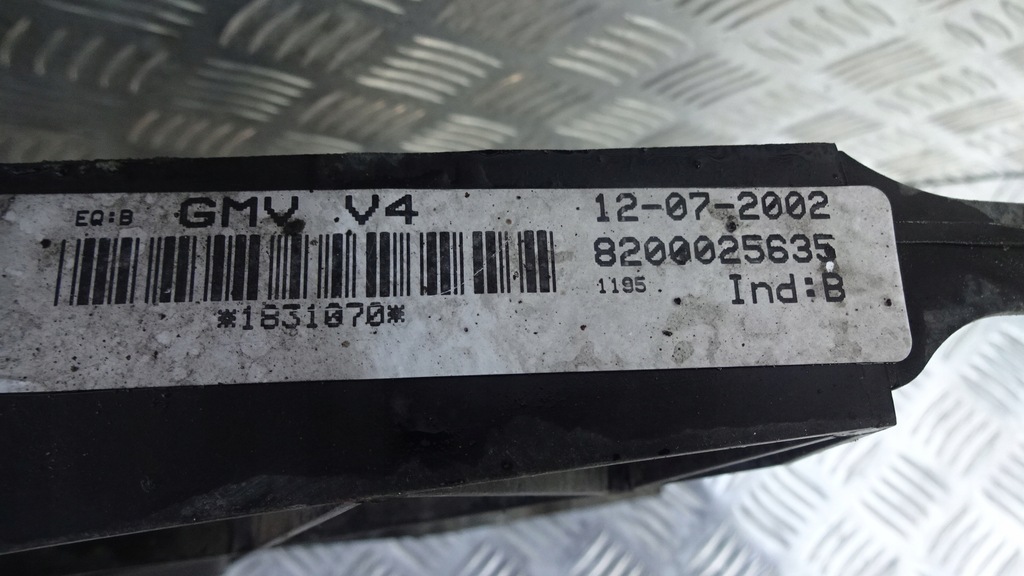 EQ:B GMV V4
*1831070*
12-07-2002
8200025635
1195 Ind:B